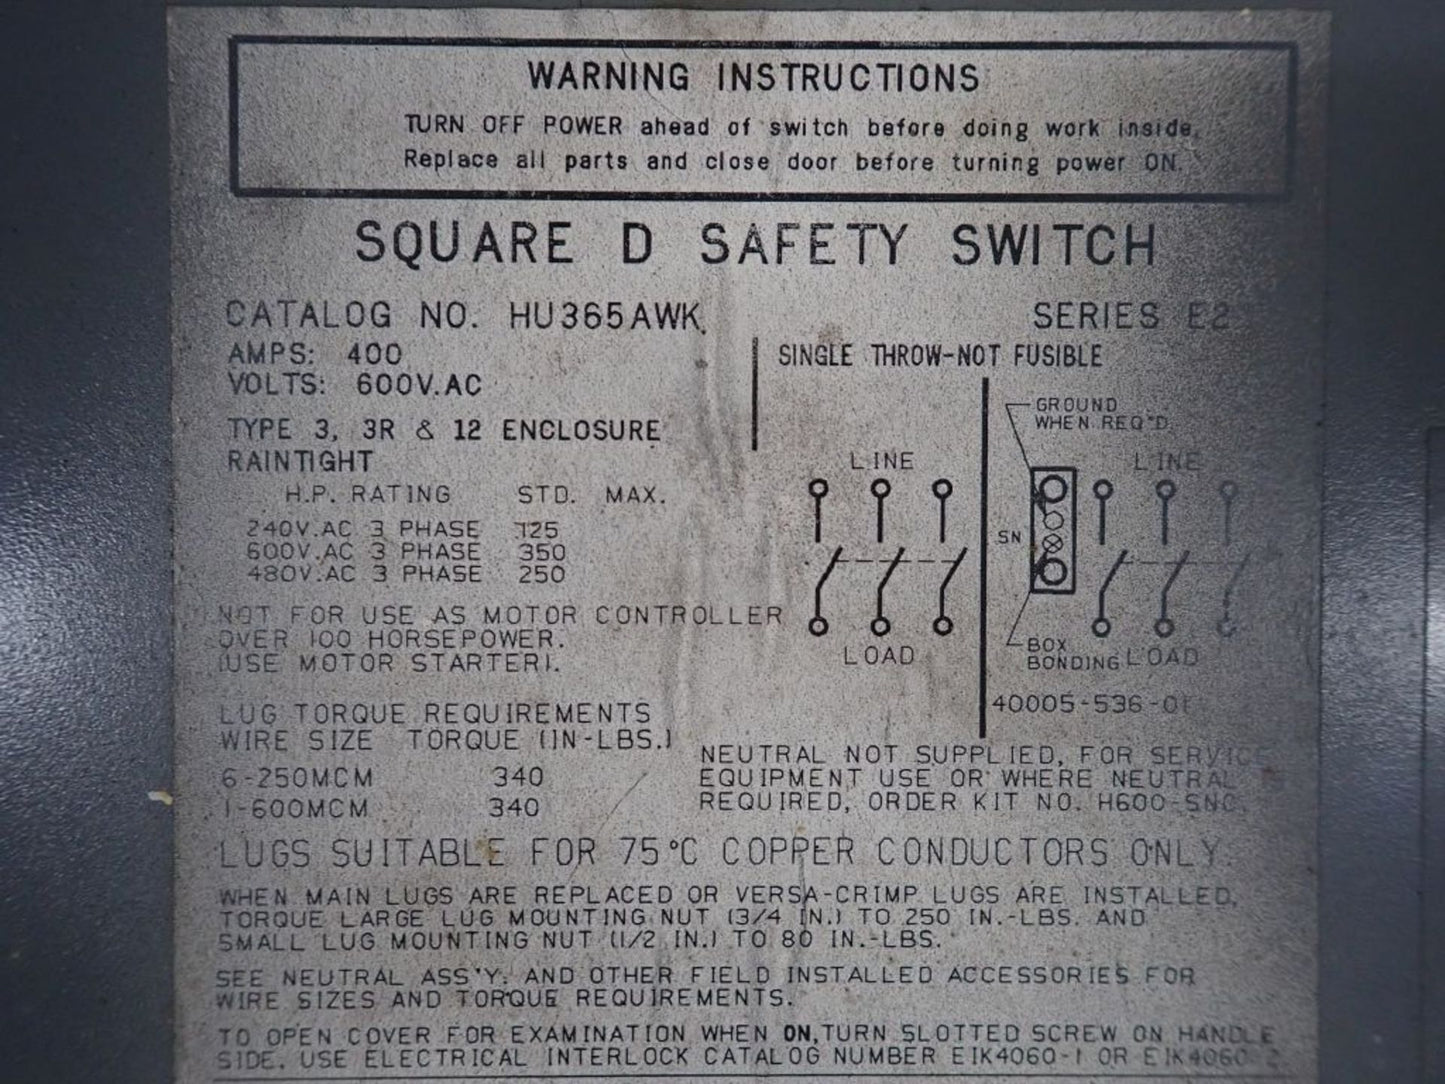 WARNING INSTRUCTIONS
TURN OFF POWER ahead of switch before doing work inside.
Replace all parts and close door before turning power ON.
SQUARE D SAFETY SWITCH
CATALOG NO. HU365AWK
SERIES E2
AMPS: 400
VOLTS: 600V.AC
TYPE 3, 3R & 12 ENCLOSURE
RAINTIGHT
SINGLE THROW-NOT FUSIBLE
H.P. RATING STD. MAX.
240V.AC 3 PHASE 125
600V.AC 3 PHASE 350
480V.AC 3 PHASE 250
NOT FOR USE AS MOTOR CONTROLLER
OVER 100 HORSEPOWER.
(USE MOTOR STARTER).
LINE
LOAD
GROUND
WHEN REQ'D.
LINE
SN
BOX
BONDING
LOAD
40005-536-01
LUG TORQUE REQUIREMENTS
WIRE SIZE TORQUE (IN-LBS.)
6-250MCM 340
1-600MCM 340
NEUTRAL NOT SUPPLIED, FOR SERVICE
EQUIPMENT USE OR WHERE NEUTRAL
REQUIRED, ORDER KIT NO. H600-SNC.
LUGS SUITABLE FOR 75°C COPPER CONDUCTORS ONLY.
WHEN MAIN LUGS ARE REPLACED OR VERSA-CRIMP LUGS ARE INSTALLED,
TORQUE LARGE LUG MOUNTING NUT (3/4 IN.) TO 250 IN.-LBS. AND
SMALL LUG MOUNTING NUT (1/2 IN.) TO 80 IN.-LBS.
SEE NEUTRAL ASS'Y. AND OTHER FIELD INSTALLED ACCESSORIES FOR
WIRE SIZES AND TORQUE REQUIREMENTS.
TO OPEN COVER FOR EXAMINATION WHEN ON, TURN SLOTTED SCREW ON HANDLE
SIDE. USE ELECTRICAL INTERLOCK CATALOG NUMBER EIK4060-1 OR EIK4060-2